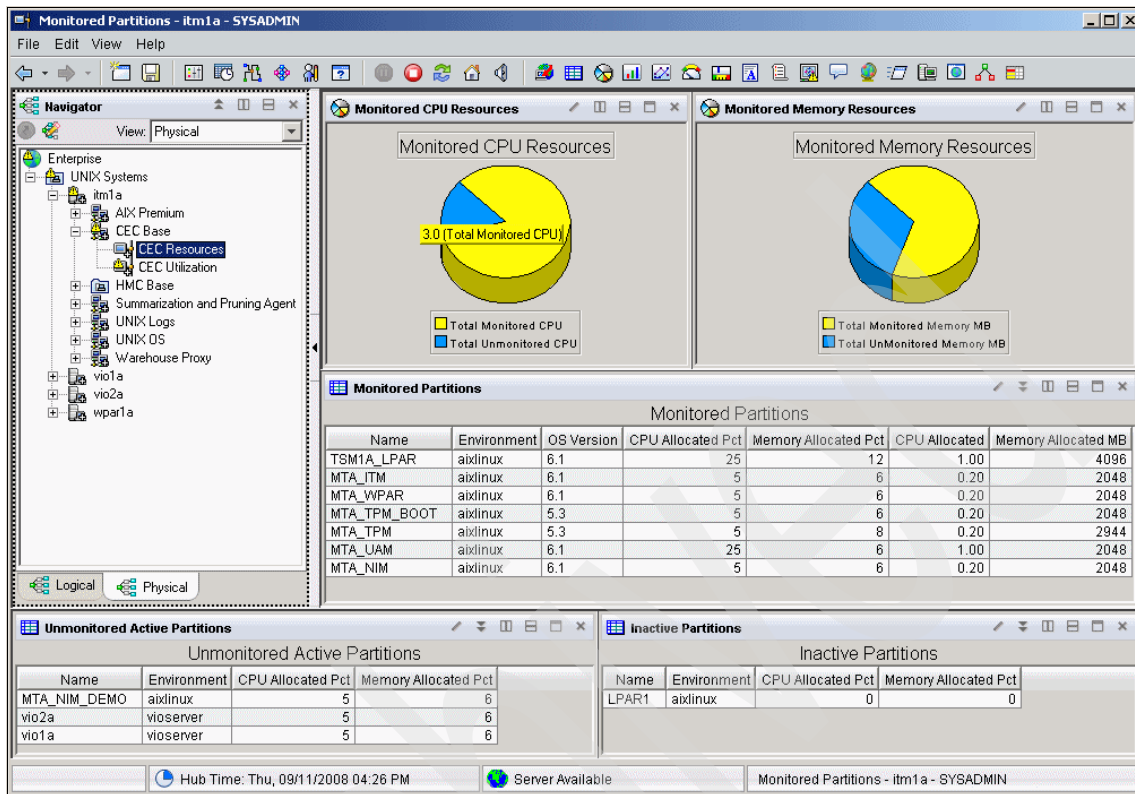 Monitored Partitions - itm1a - SYSADMIN
File Edit View Help
Navigator
View: Physical
Enterprise
UNIX Systems
itm1a
AIX Premium
CEC Base
CEC Resources
CEC Utilization
HMC Base
Summarization and Pruning Agent
UNIX Logs
UNIX OS
Warehouse Proxy
vio1a
vio2a
wpar1a
Logical Physical
Monitored CPU Resources
Monitored CPU Resources
3.0 (Total Monitored CPU)
Total Monitored CPU
Total Unmonitored CPU
Monitored Memory Resources
Monitored Memory Resources
Total Monitored Memory MB
Total UnMonitored Memory MB
Monitored Partitions
Monitored Partitions
Name Environment OS Version CPU Allocated Pct Memory Allocated Pct CPU Allocated Memory Allocated MB
TSM1A_LPAR aixlinux 6.1 25 12 1.00 4096
MTA_ITM aixlinux 6.1 5 6 0.20 2048
MTA_WPAR aixlinux 6.1 5 6 0.20 2048
MTA_TPM_BOOT aixlinux 5.3 5 6 0.20 2048
MTA_TPM aixlinux 5.3 5 8 0.20 2944
MTA_UAM aixlinux 6.1 25 6 1.00 2048
MTA_NIM aixlinux 6.1 5 6 0.20 2048
Unmonitored Active Partitions
Unmonitored Active Partitions
Name Environment CPU Allocated Pct Memory Allocated Pct
MTA_NIM_DEMO aixlinux 5 6
vio2a vioserver 5 6
vio1a vioserver 5 6
Inactive Partitions
Inactive Partitions
Name Environment CPU Allocated Pct Memory Allocated Pct
LPAR1 aixlinux 0 0
Hub Time: Thu, 09/11/2008 04:26 PM
Server Available
Monitored Partitions - itm1a - SYSADMIN